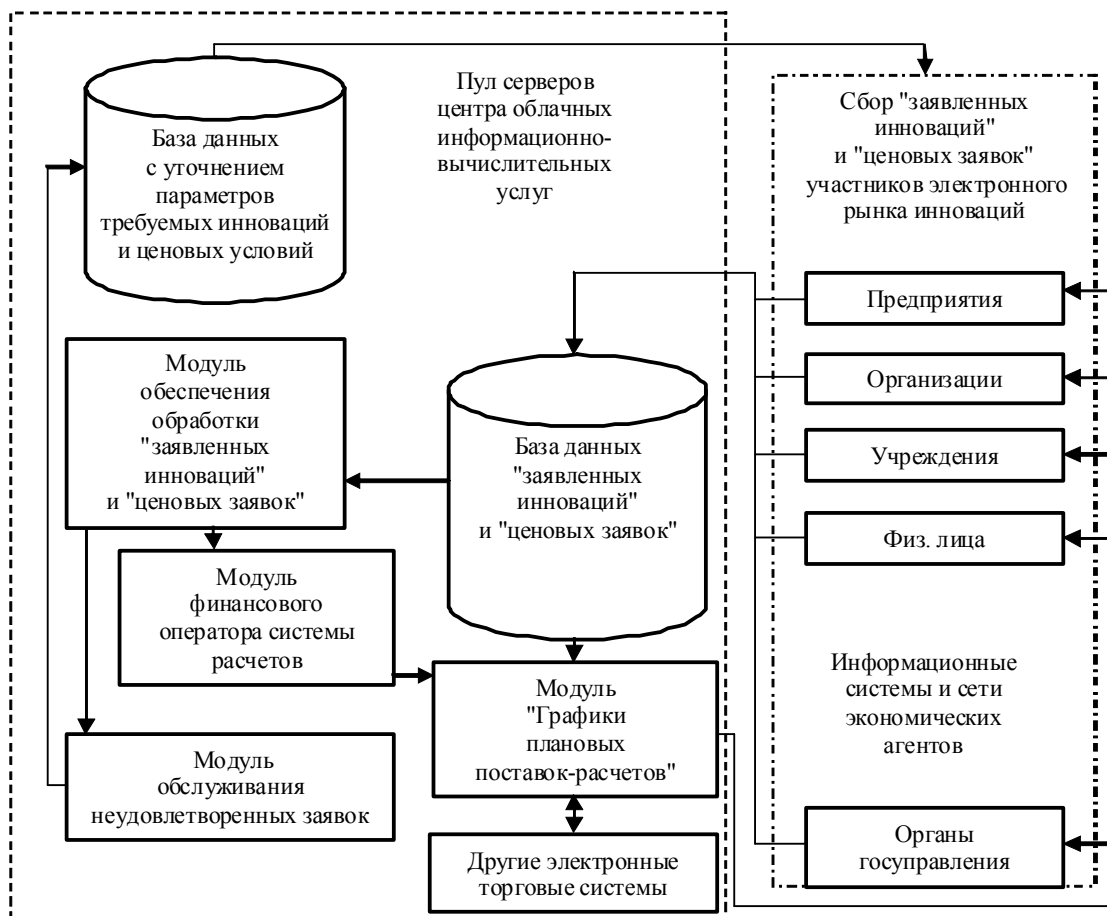 Пул серверов
центра облачных
информационно-
вычислительных
услуг
База данных
с уточнением
параметров
требуемых инноваций
и ценовых условий
Сбор "заявленных
инноваций"
и "ценовых заявок"
участников электронного
рынка инноваций
Предприятия
Организации
Учреждения
Физ. лица
Информационные
системы и сети
экономических
агентов
Органы
госуправления
Модуль
обеспечения
обработки
"заявленных
инноваций"
и "ценовых заявок"
База данных
"заявленных
инноваций"
и "ценовых заявок"
Модуль
финансового
оператора системы
расчетов
Модуль
"Графики
плановых
поставок-расчетов"
Модуль
обслуживания
неудовлетворенных заявок
Другие электронные
торговые системы